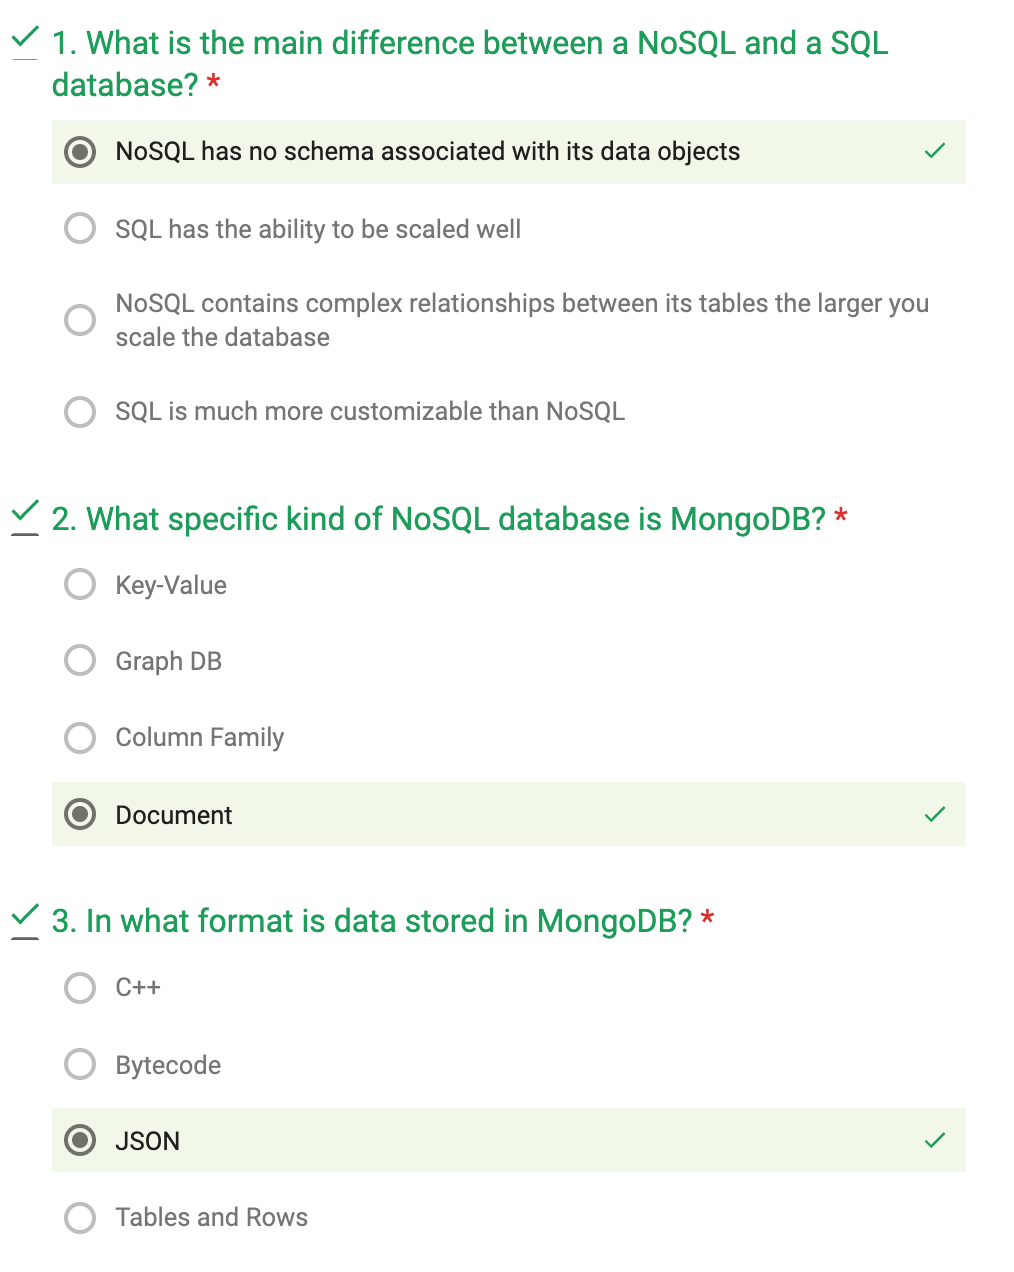 1. What is the main difference between a NoSQL and a SQL
database? *
NoSQL has no schema associated with its data objects
SQL has the ability to be scaled well
NoSQL contains complex relationships between its tables the larger you
scale the database
SQL is much more customizable than NoSQL
2. What specific kind of NoSQL database is MongoDB? *
Key-Value
Graph DB
Column Family
Document
3. In what format is data stored in MongoDB? *
C++
Bytecode
JSON
Tables and Rows